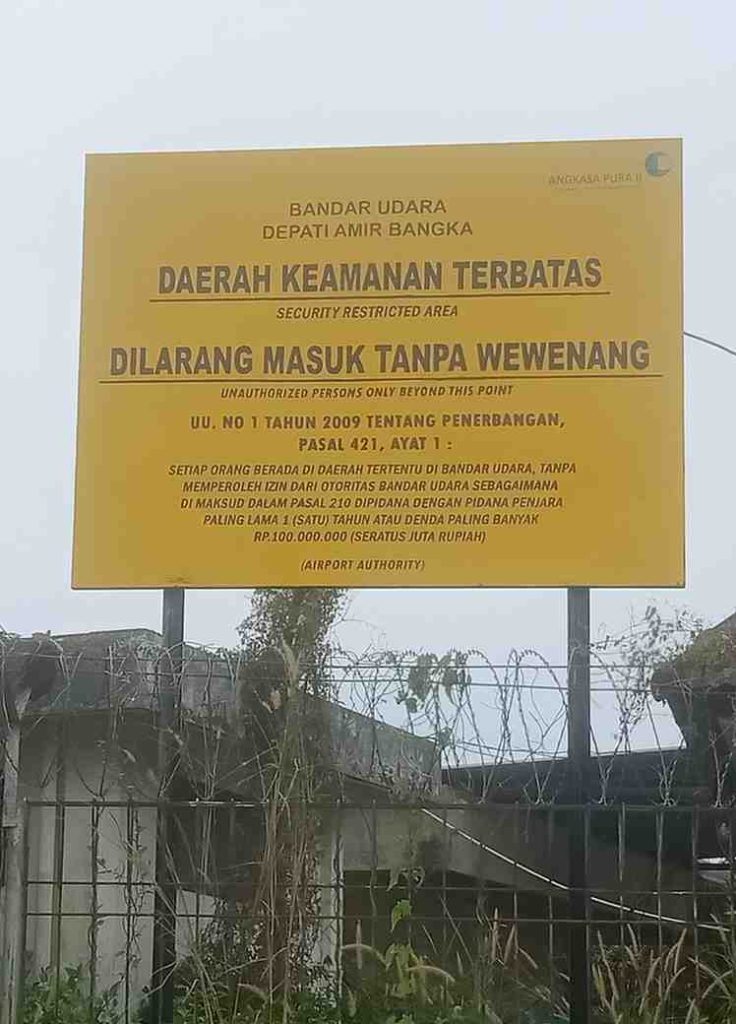 ANGKASA PURA II
BANDAR UDARA
DEPATI AMIR BANGKA
DAERAH KEAMANAN TERBATAS
SECURITY RESTRICTED AREA
DILARANG MASUK TANPA WEWENANG
UNAUTHORIZED PERSONS ONLY BEYOND THIS POINT
UU. NO 1 TAHUN 2009 TENTANG PENERBANGAN,
PASAL 421, AYAT 1 :
SETIAP ORANG BERADA DI DAERAH TERTENTU DI BANDAR UDARA, TANPA
MEMPEROLEH IZIN DARI OTORITAS BANDAR UDARA SEBAGAIMANA
DI MAKSUD DALAM PASAL 210 DIPIDANA DENGAN PIDANA PENJARA
PALING LAMA 1 (SATU) TAHUN ATAU DENDA PALING BANYAK
RP.100.000.000 (SERATUS JUTA RUPIAH)
(AIRPORT AUTHORITY)